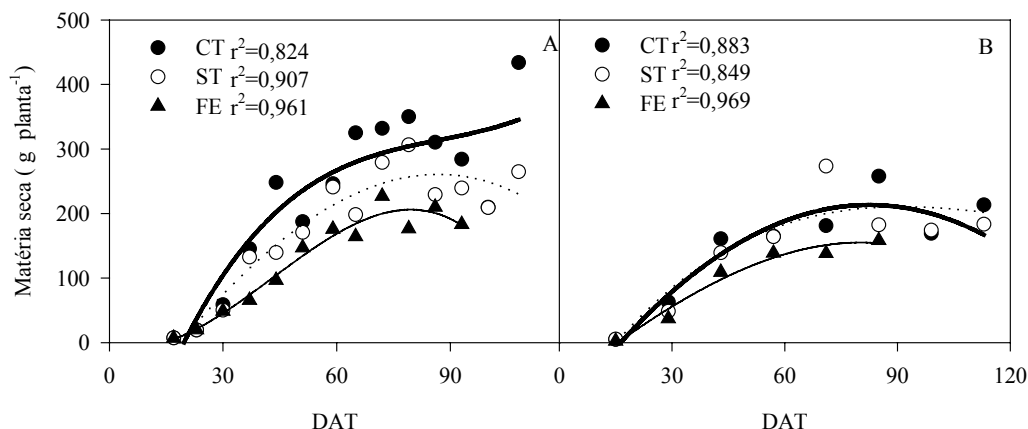 500
400
300
200
100
0
Matéria seca ( g planta⁻¹)
CT r²=0,824
ST r²=0,907
FE r²=0,961
A
CT r²=0,883
ST r²=0,849
FE r²=0,969
B
0 30 60 90 0 30 60 90 120
DAT DAT